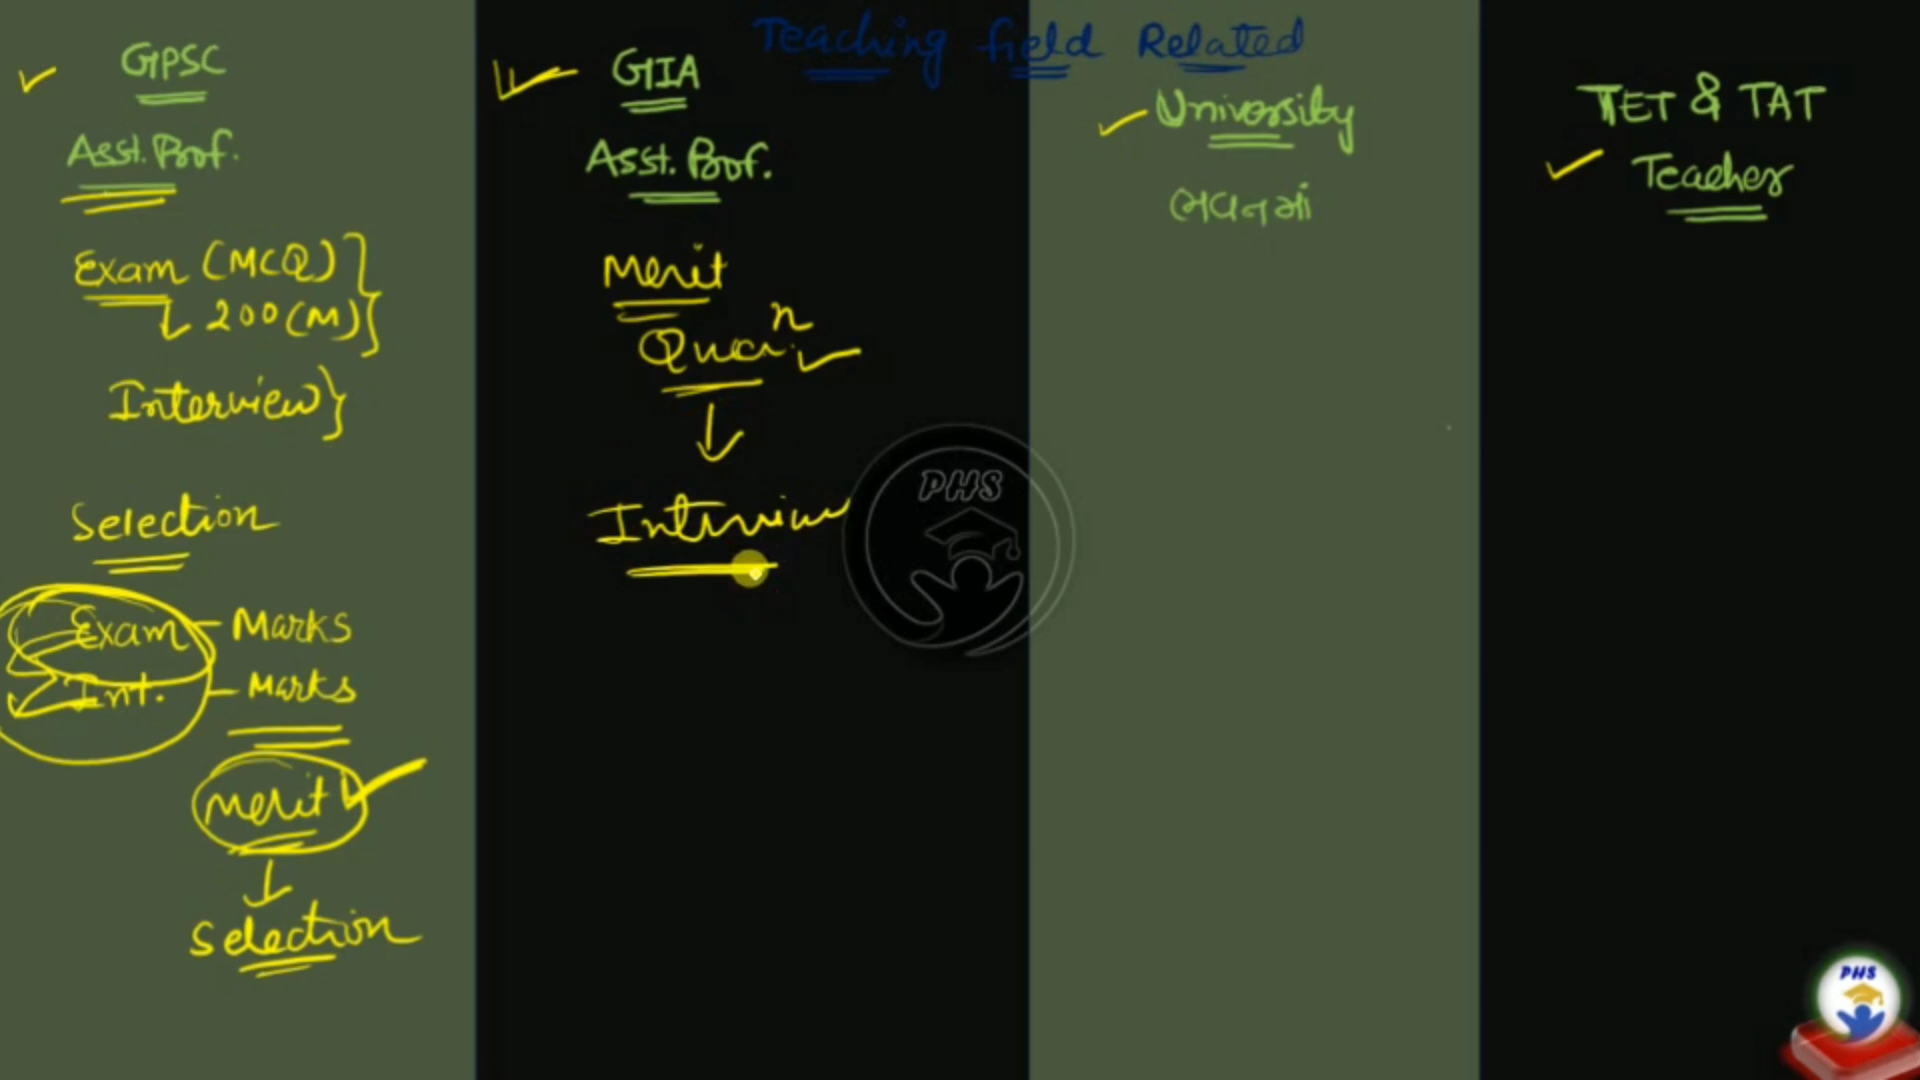 Teaching field Related
GPSC
Asst. Prof.
Exam (MCQ)
200 (M)
Interview
Selection
Exam - Marks
Int. - Marks
Merit
Selection
GIA
Asst. Prof.
Merit
n
Interview
University
ભવનમાં
TET & TAT
Teacher
PHS
PHS